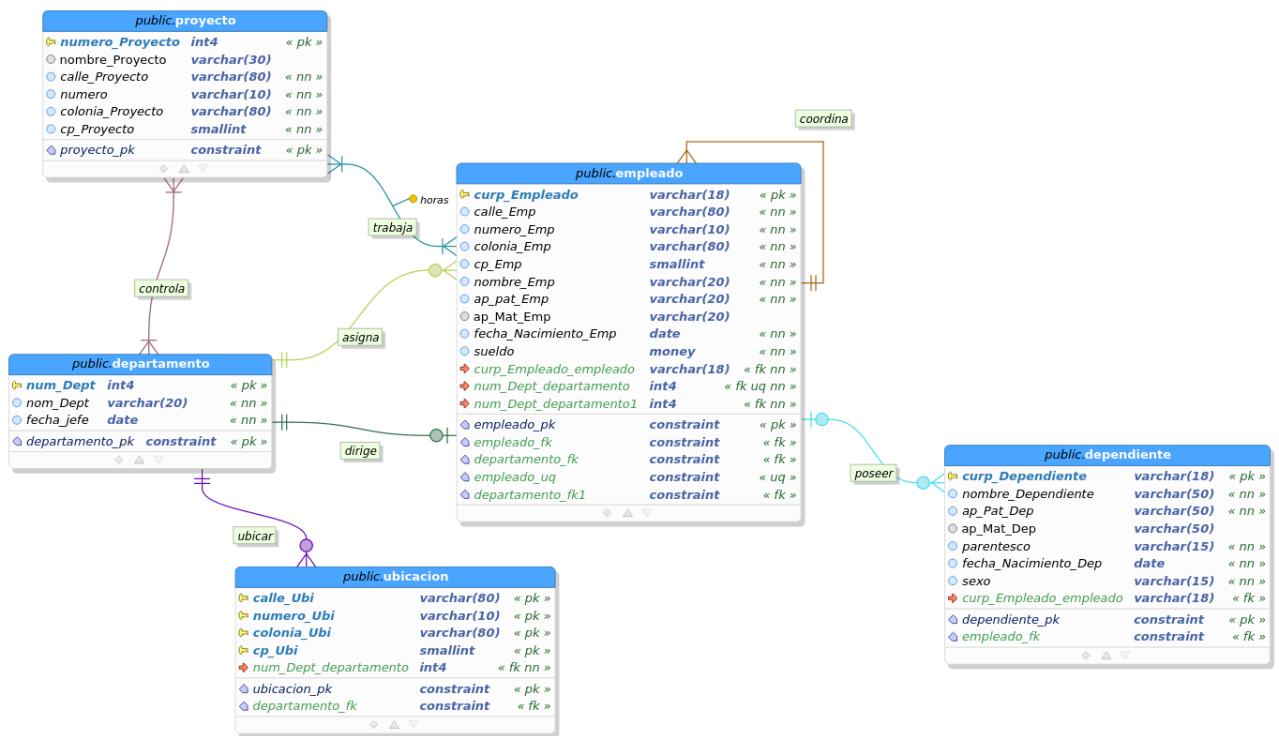 public.proyecto
numero_Proyecto int4 « pk »
nombre_Proyecto varchar(30)
calle_Proyecto varchar(80) « nn »
numero varchar(10) « nn »
colonia_Proyecto varchar(80) « nn »
cp_Proyecto smallint « nn »
proyecto_pk constraint « pk »
coordina
public.empleado
curp_Empleado varchar(18) « pk »
calle_Emp varchar(80) « nn »
numero_Emp varchar(10) « nn »
colonia_Emp varchar(80) « nn »
cp_Emp smallint « nn »
nombre_Emp varchar(20) « nn »
ap_pat_Emp varchar(20) « nn »
ap_Mat_Emp varchar(20)
fecha_Nacimiento_Emp date « nn »
sueldo money « nn »
curp_Empleado_empleado varchar(18) « fk nn »
num_Dept_departamento int4 « fk uq nn »
num_Dept_departamento1 int4 « fk nn »
empleado_pk constraint « pk »
empleado_fk constraint « fk »
departamento_fk constraint « fk »
empleado_uq constraint « uq »
departamento_fk1 constraint « fk »
horas
trabaja
controla
asigna
public.departamento
num_Dept int4 « pk »
nom_Dept varchar(20) « nn »
fecha_jefe date « nn »
departamento_pk constraint « pk »
dirige
poseer
public.dependiente
curp_Dependiente varchar(18) « pk »
nombre_Dependiente varchar(50) « nn »
ap_Pat_Dep varchar(50) « nn »
ap_Mat_Dep varchar(50)
parentesco varchar(15) « nn »
fecha_Nacimiento_Dep date « nn »
sexo varchar(15) « nn »
curp_Empleado_empleado varchar(18) « fk »
dependiente_pk constraint « pk »
empleado_fk constraint « fk »
ubicar
public.ubicacion
calle_Ubi varchar(80) « pk »
numero_Ubi varchar(10) « pk »
colonia_Ubi varchar(80) « pk »
cp_Ubi smallint « pk »
num_Dept_departamento int4 « fk nn »
ubicacion_pk constraint « pk »
departamento_fk constraint « fk »